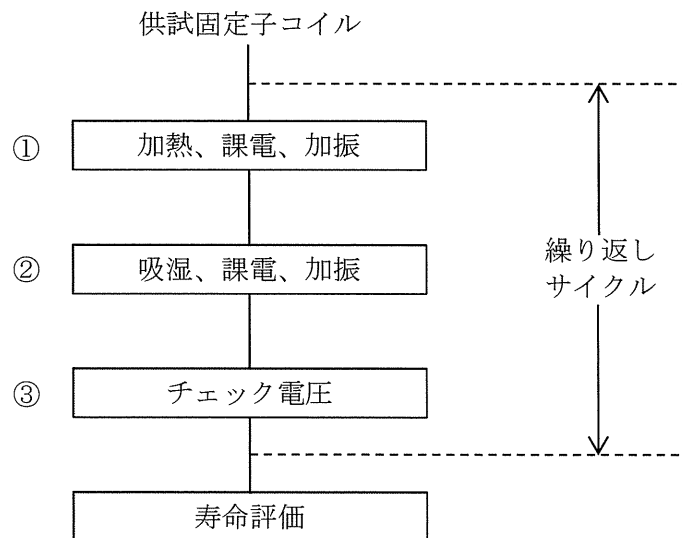 供試固定子コイル
① 加熱、課電、加振
② 吸湿、課電、加振
繰り返し
サイクル
③ チェック電圧
寿命評価